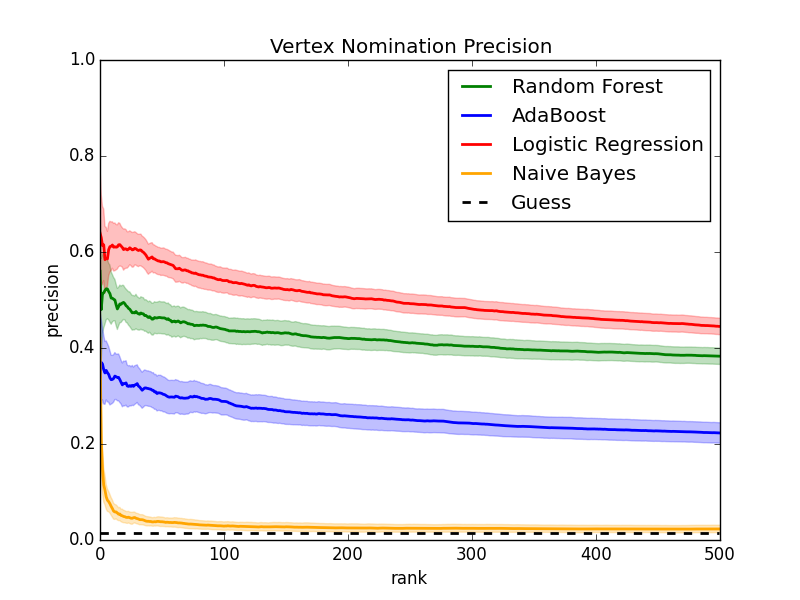 Vertex Nomination Precision
1.0
0.8
0.6
0.4
0.2
0.0
precision
Random Forest
AdaBoost
Logistic Regression
Naive Bayes
Guess
0 100 200 300 400 500
rank